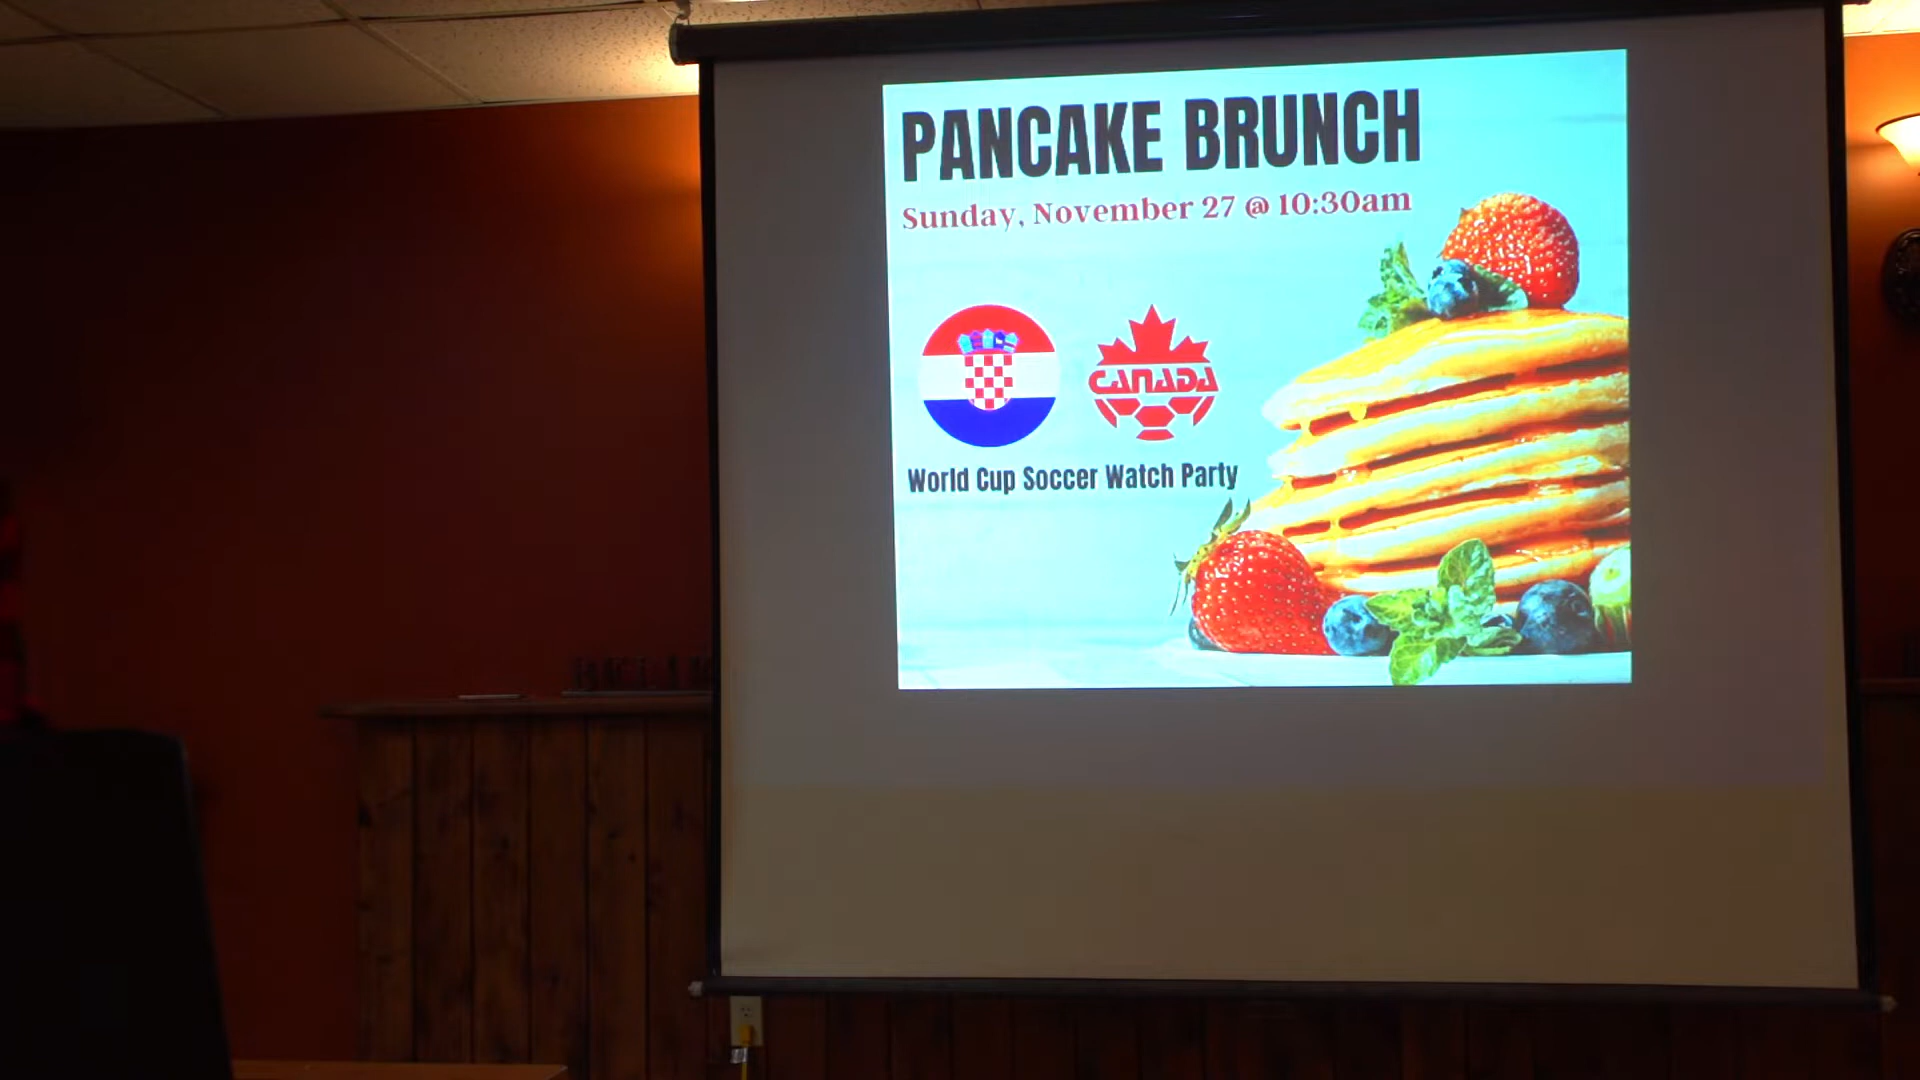 PANCAKE BRUNCH
Sunday, November 27 @ 10:30am
CANADA
World Cup Soccer Watch Party